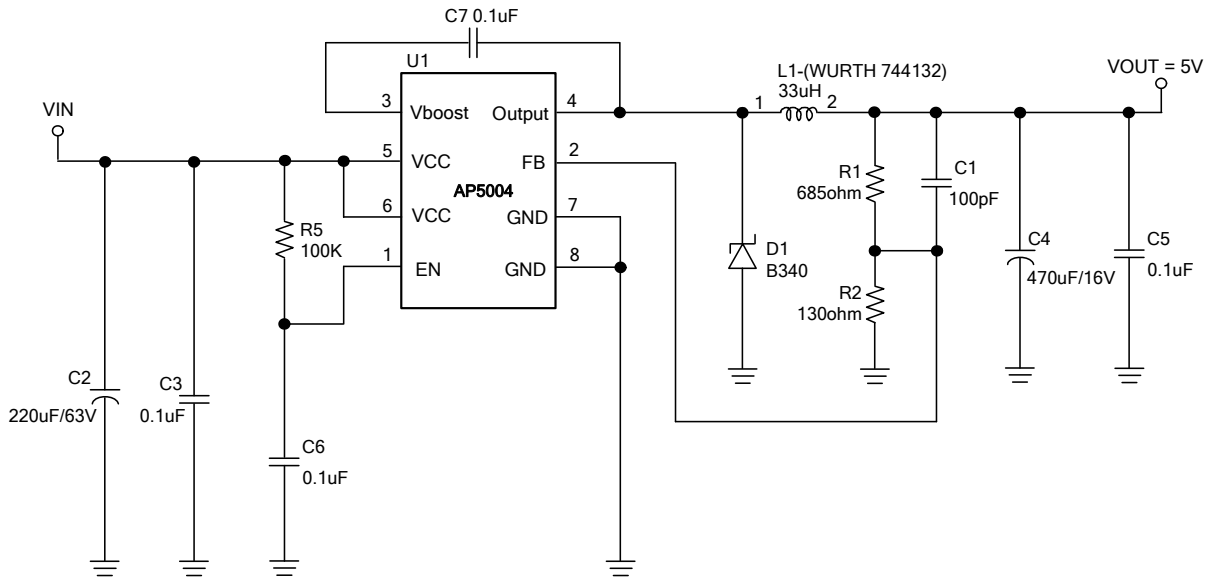 C7 0.1uF
U1
L1-(WURTH 744132)
33uH
VOUT = 5V
VIN
3
Vboost
Output
4
1
2
5
VCC
FB
2
AP5004
R1
685ohm
C1
100pF
6
VCC
GND
7
R5
100K
1
EN
GND
8
D1
B340
C4
470uF/16V
C5
0.1uF
R2
130ohm
C2
220uF/63V
C3
0.1uF
C6
0.1uF